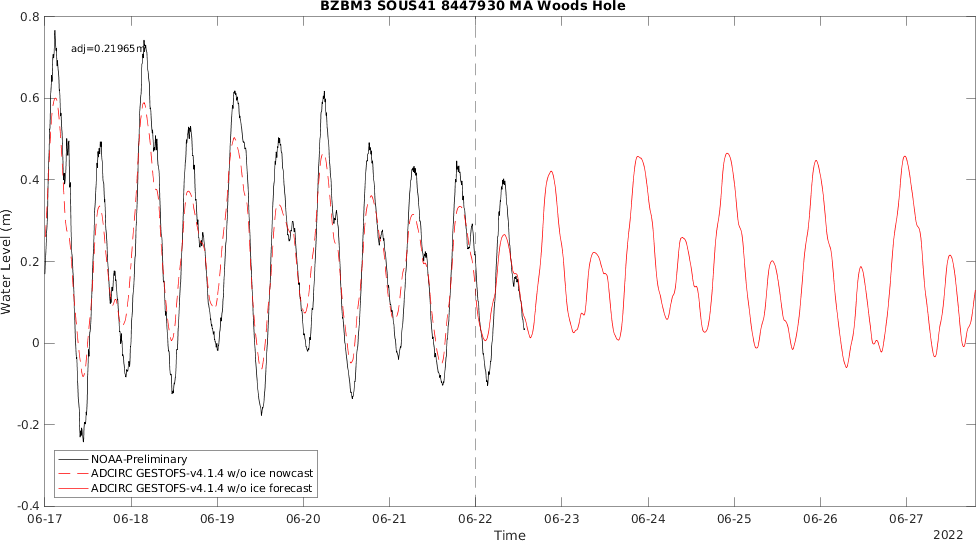 BZBM3 SOUS41 8447930 MA Woods Hole
adj=0.21965m
0.8
0.6
0.4
0.2
0
-0.2
-0.4
Water Level (m)
NOAA-Preliminary
ADCIRC GESTOFS-v4.1.4 w/o ice nowcast
ADCIRC GESTOFS-v4.1.4 w/o ice forecast
06-17 06-18 06-19 06-20 06-21 06-22 06-23 06-24 06-25 06-26 06-27
Time
2022